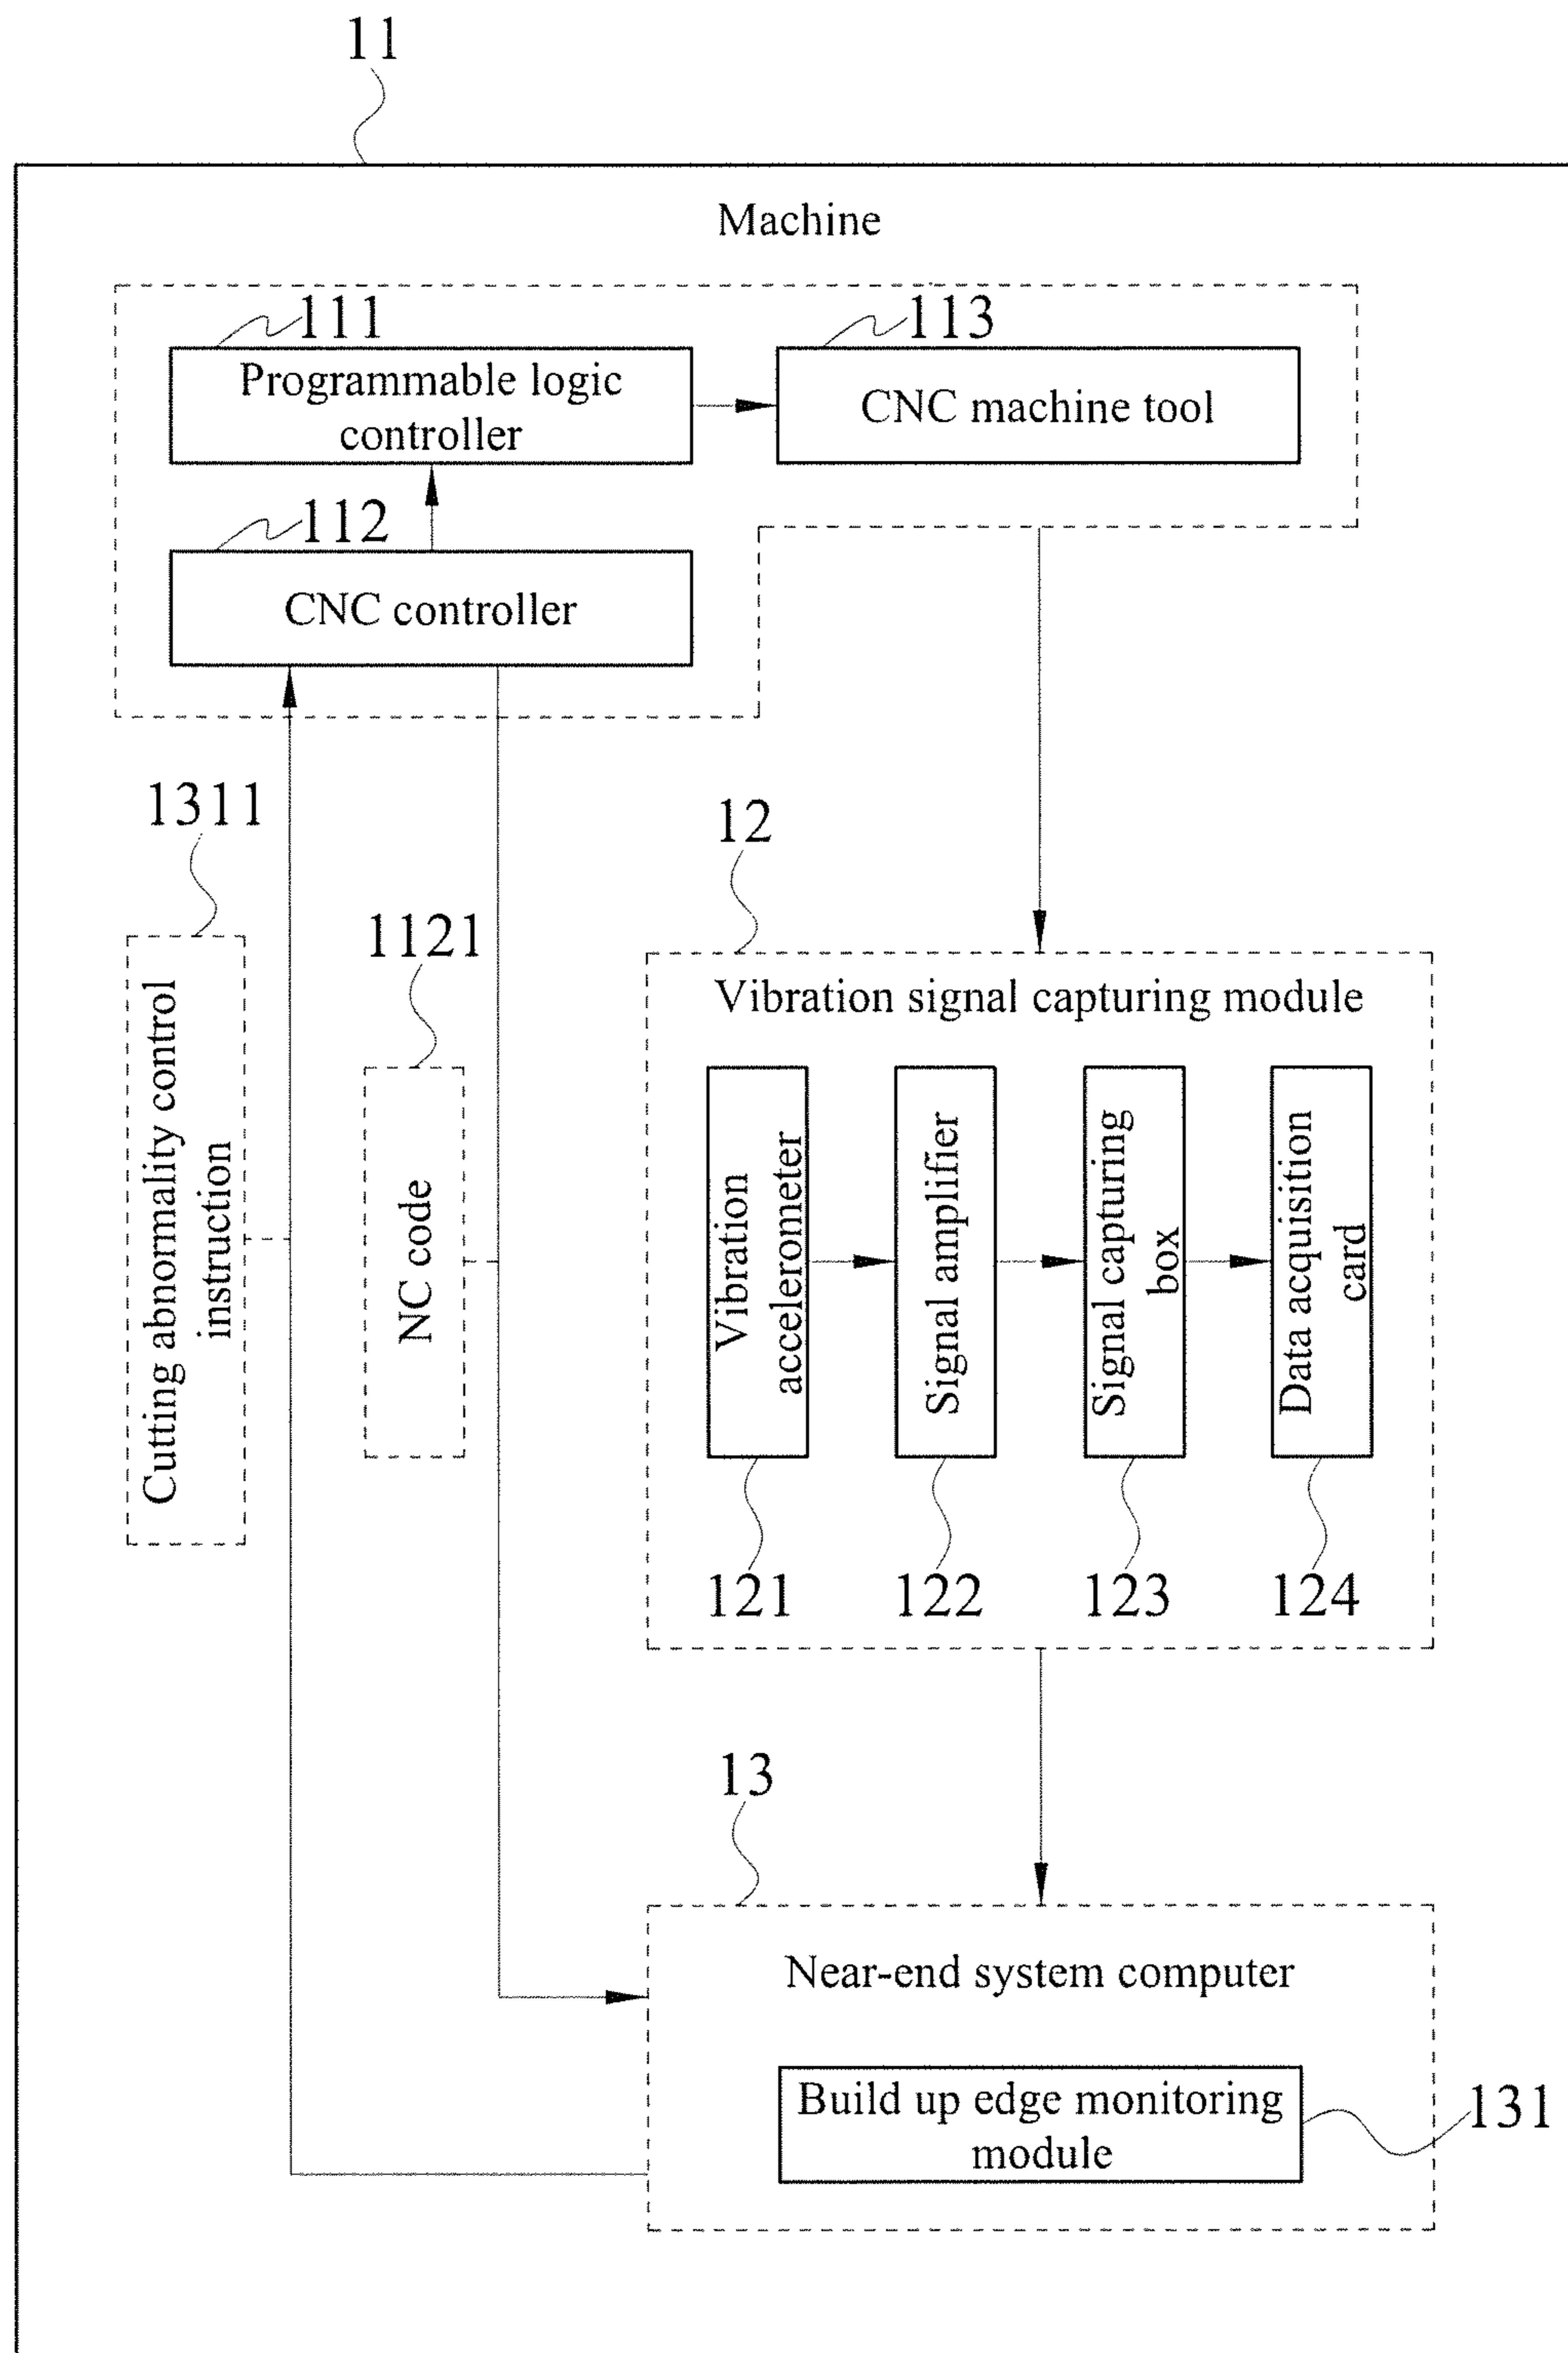 11
Machine
111
Programmable logic
controller
113
CNC machine tool
112
CNC controller
1311
Cutting abnormality control
instruction
1121
NC code
12
Vibration signal capturing module
Vibration
accelerometer
Signal amplifier
Signal capturing
box
Data acquisition
card
121
122
123
124
13
Near-end system computer
Build up edge monitoring
module
131